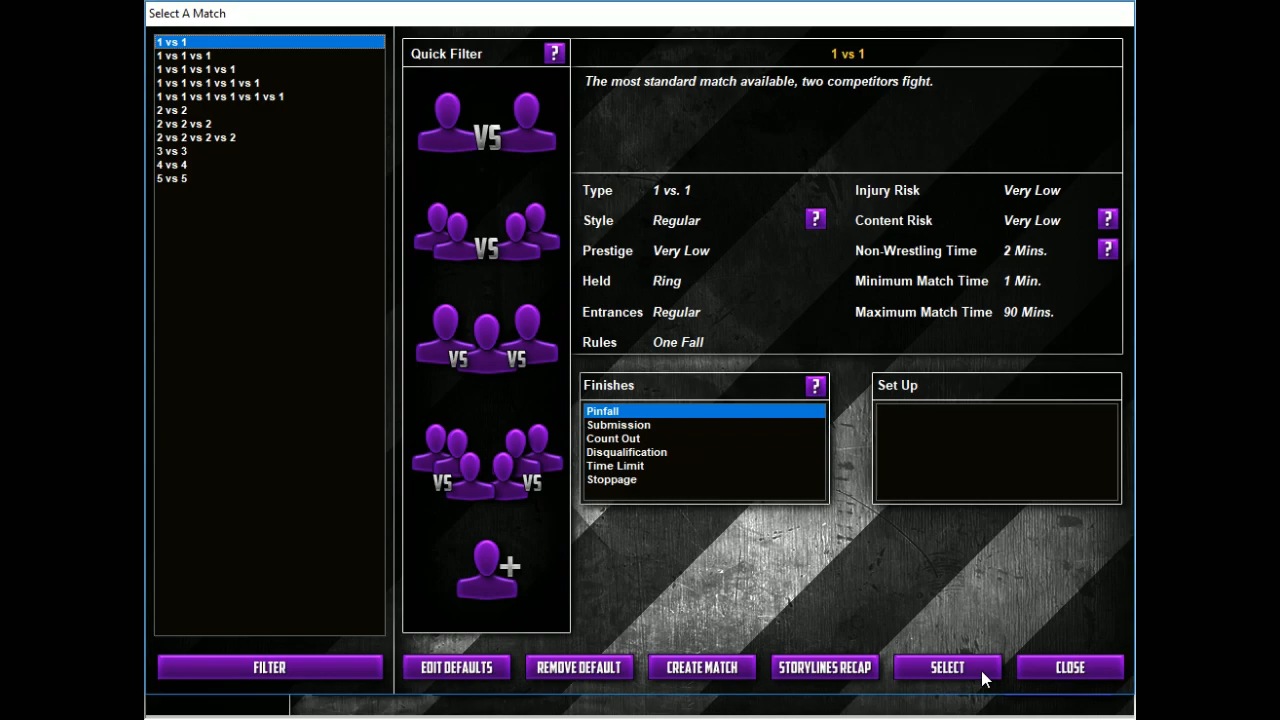 Select A Match
1 vs 1
1 vs 1 vs 1
1 vs 1 vs 1 vs 1
1 vs 1 vs 1 vs 1 vs 1
1 vs 1 vs 1 vs 1 vs 1 vs 1
2 vs 2
2 vs 2 vs 2
2 vs 2 vs 2 vs 2
3 vs 3
4 vs 4
5 vs 5
FILTER
Quick Filter ?
VS
VS
VS VS
VS VS
1 vs 1
The most standard match available, two competitors fight.
Type 1 vs. 1
Style Regular ?
Prestige Very Low
Held Ring
Entrances Regular
Rules One Fall
Injury Risk Very Low
Content Risk Very Low ?
Non-Wrestling Time 2 Mins. ?
Minimum Match Time 1 Min.
Maximum Match Time 90 Mins.
Finishes ?
Pinfall
Submission
Count Out
Disqualification
Time Limit
Stoppage
Set Up
EDIT DEFAULTS
REMOVE DEFAULT
CREATE MATCH
STORYLINES RECAP
SELECT
CLOSE